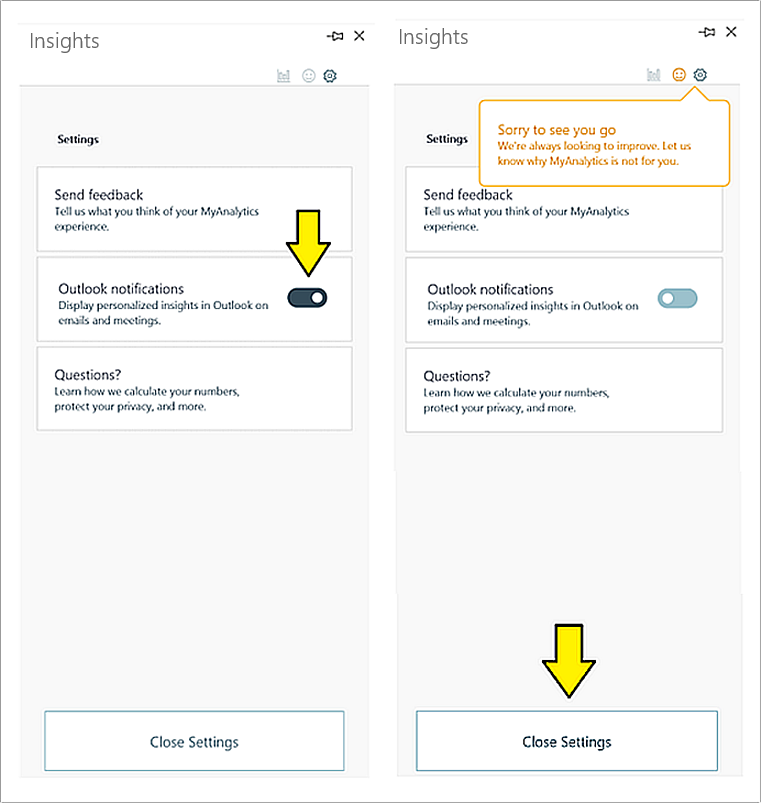 Insights
Settings
Send feedback
Tell us what you think of your MyAnalytics
experience.
Outlook notifications
Display personalized insights in Outlook on
emails and meetings.
Questions?
Learn how we calculate your numbers,
protect your privacy, and more.
Close Settings
Insights
Sorry to see you go
We're always looking to improve. Let us
know why MyAnalytics is not for you.
Settings
Send feedback
Tell us what you think of your MyAnalytics
experience.
Outlook notifications
Display personalized insights in Outlook on
emails and meetings.
Questions?
Learn how we calculate your numbers,
protect your privacy, and more.
Close Settings